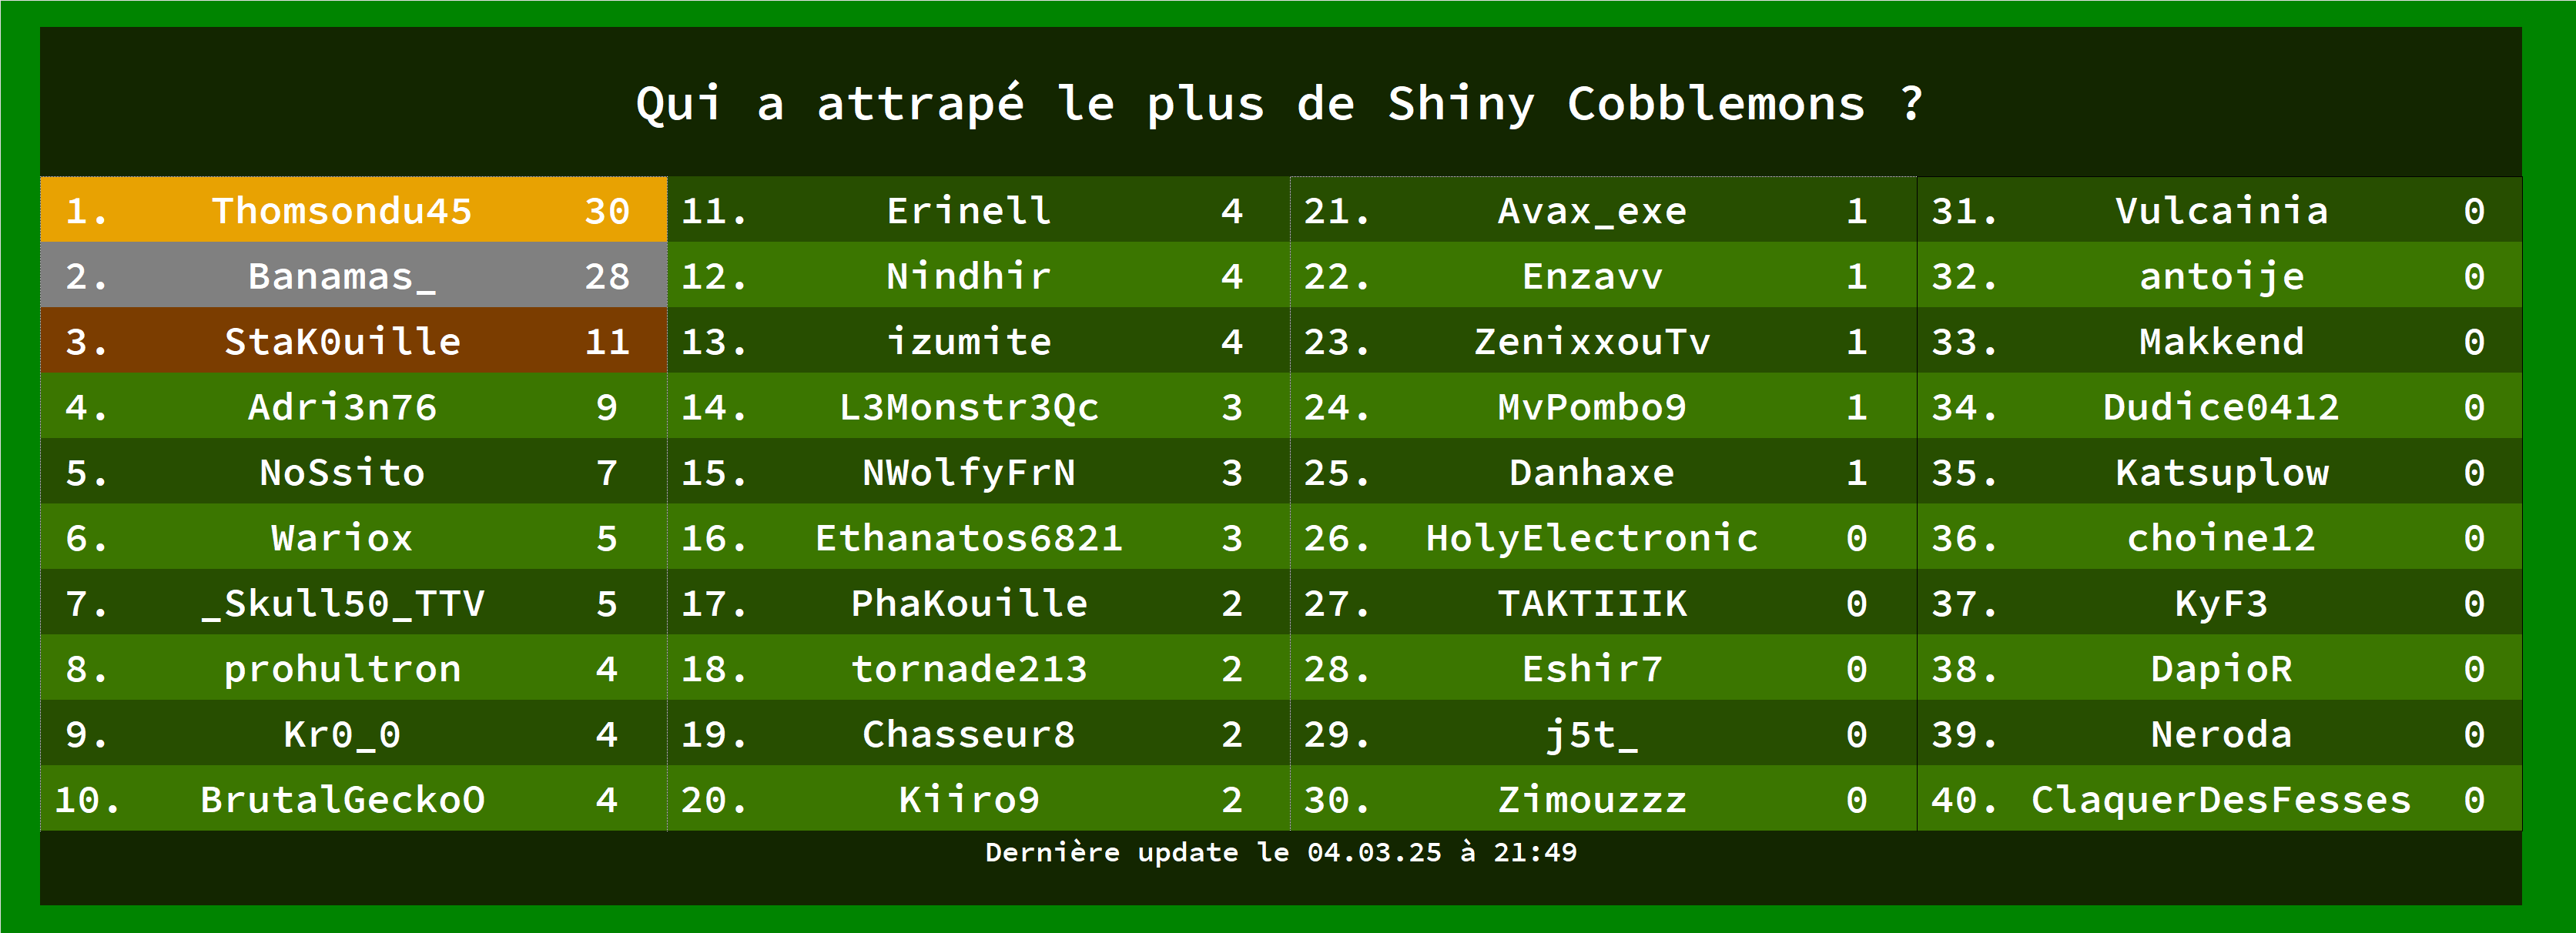 Qui a attrapé le plus de Shiny Cobblemons ?
1. Thomsondu45 30
2. Banamas_ 28
3. StaK0uille 11
4. Adri3n76 9
5. NoSsito 7
6. Wariox 5
7. _Skull50_TTV 5
8. prohultron 4
9. Kr0_0 4
10. BrutalGeckoO 4
11. Erinell 4
12. Nindhir 4
13. izumite 4
14. L3Monstr3Qc 3
15. NWolfyFrN 3
16. Ethanatos6821 3
17. PhaKouille 2
18. tornade213 2
19. Chasseur8 2
20. Kiiro9 2
21. Avax_exe 1
22. Enzavv 1
23. ZenixxouTv 1
24. MvPombo9 1
25. Danhaxe 1
26. HolyElectronic 0
27. TAKTIIIK 0
28. Eshir7 0
29. j5t_ 0
30. Zimouzzz 0
31. Vulcainia 0
32. antoije 0
33. Makkend 0
34. Dudice0412 0
35. Katsuplow 0
36. choine12 0
37. KyF3 0
38. DapioR 0
39. Neroda 0
40. ClaquerDesFesses 0
Dernière update le 04.03.25 à 21:49